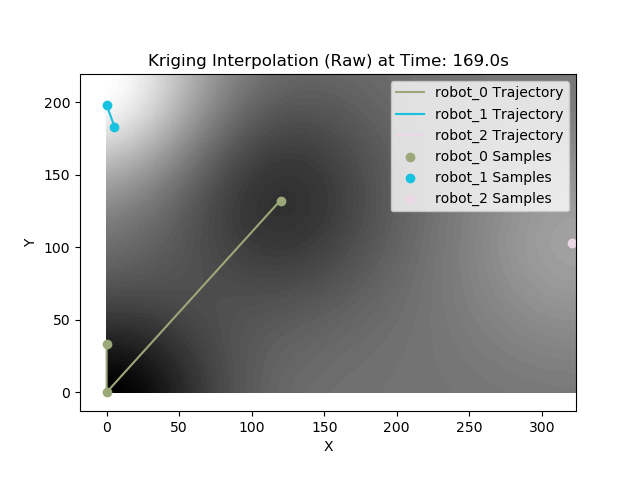 Kriging Interpolation (Raw) at Time: 169.0s
robot_0 Trajectory
robot_1 Trajectory
robot_2 Trajectory
robot_0 Samples
robot_1 Samples
robot_2 Samples
200
150
100
50
0
Y
0 50 100 150 200 250 300
X